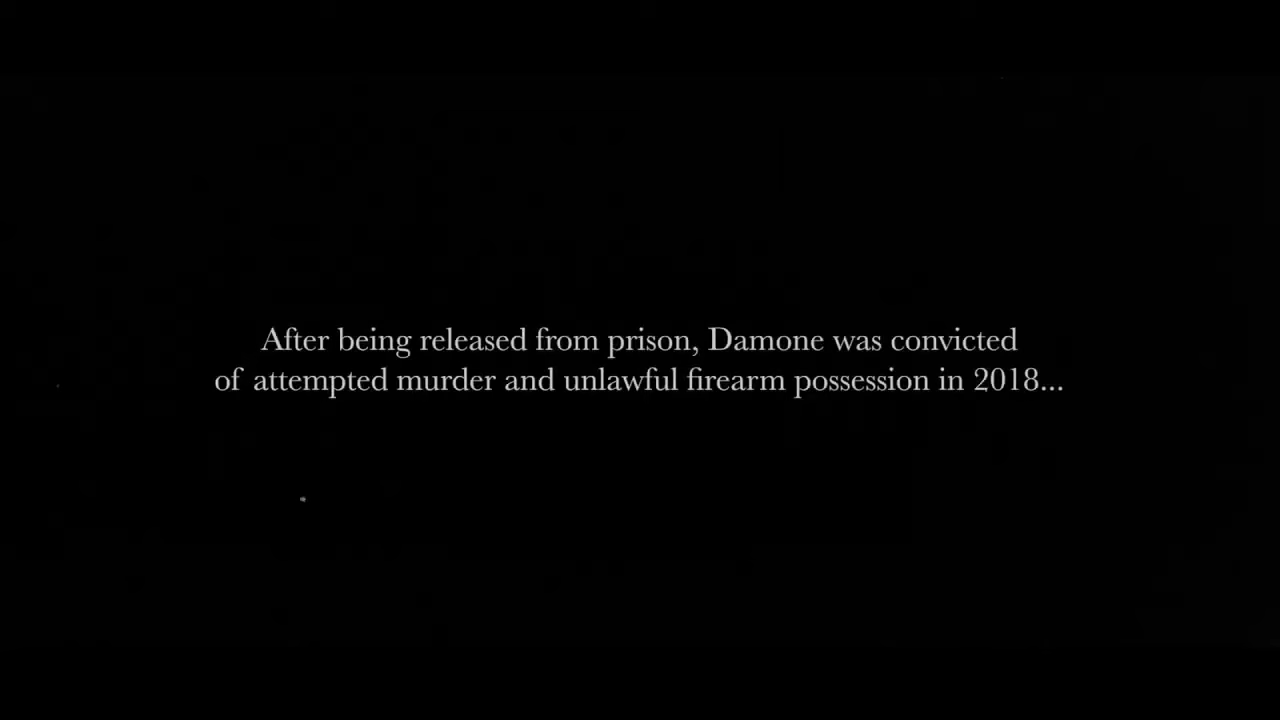 After being released from prison, Damone was convicted
of attempted murder and unlawful firearm possession in 2018...